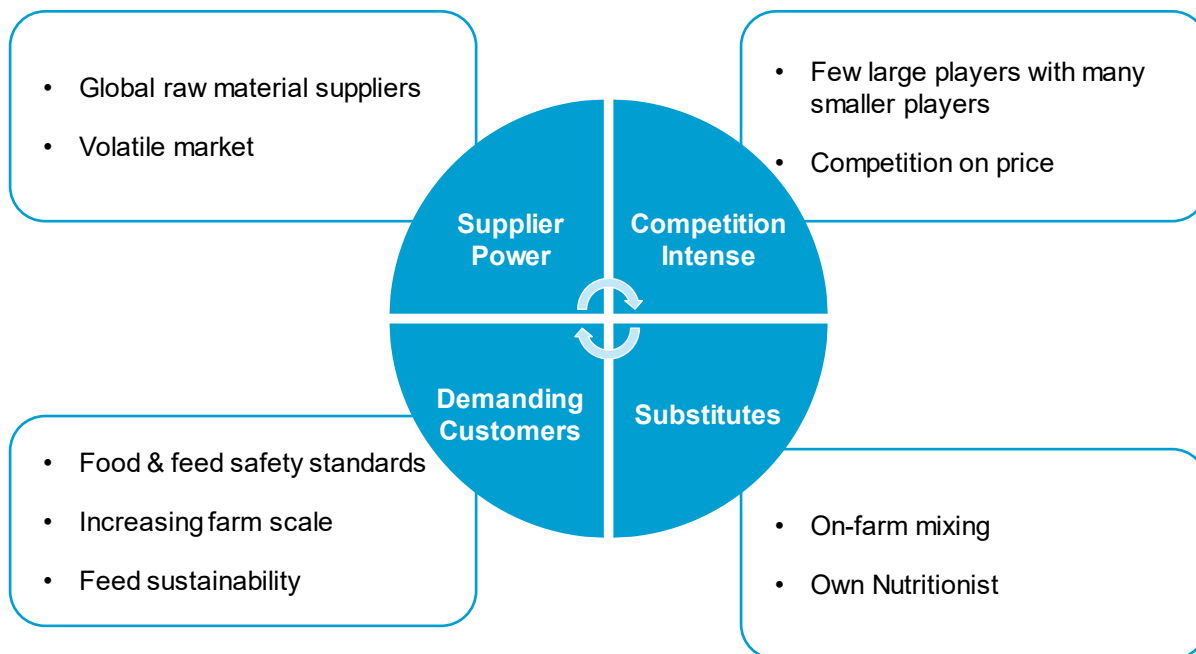 • Global raw material suppliers
• Volatile market
• Few large players with many
smaller players
• Competition on price
Supplier
Power
Competition
Intense
Demanding
Customers
Substitutes
• Food & feed safety standards
• Increasing farm scale
• Feed sustainability
• On-farm mixing
• Own Nutritionist